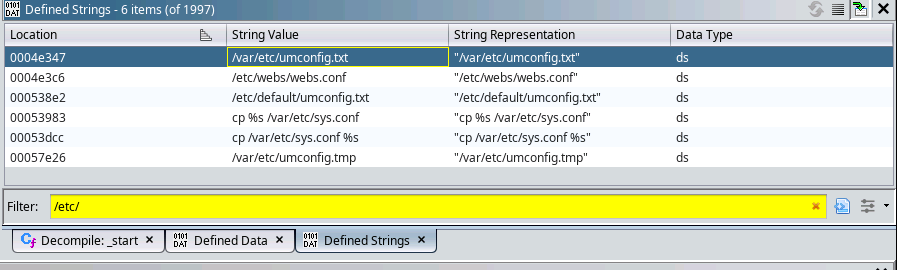 Defined Strings - 6 items (of 1997)
Location String Value String Representation Data Type
0004e347 /var/etc/umconfig.txt "/var/etc/umconfig.txt" ds
0004e3c6 /etc/webs/webs.conf "/etc/webs/webs.conf" ds
000538e2 /etc/default/umconfig.txt "/etc/default/umconfig.txt" ds
00053983 cp %s /var/etc/sys.conf "cp %s /var/etc/sys.conf" ds
00053dcc cp /var/etc/sys.conf %s "cp /var/etc/sys.conf %s" ds
00057e26 /var/etc/umconfig.tmp "/var/etc/umconfig.tmp" ds
Filter: /etc/
Decompile: _start Defined Data Defined Strings